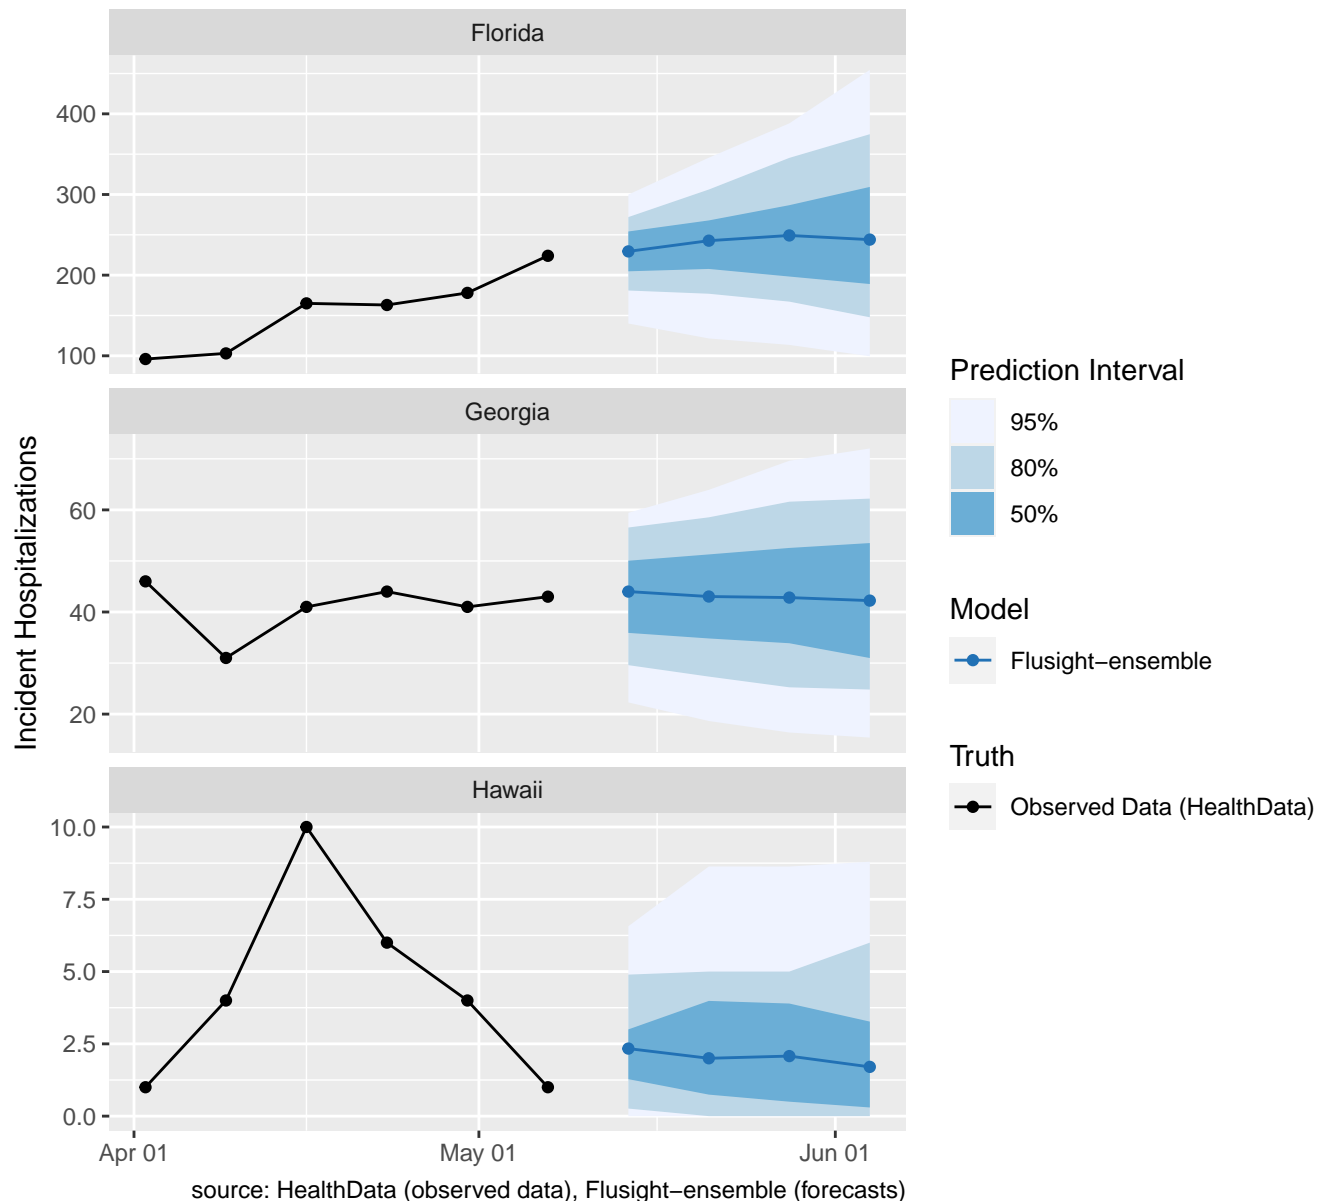 Florida
400
300
200
100
Georgia
60
40
20
Hawaii
10.0
7.5
5.0
2.5
0.0
Apr 01
May 01
Jun 01
Incident Hospitalizations
source: HealthData (observed data), Flusight−ensemble (forecasts)
Prediction Interval
95%
80%
50%
Model
Flusight−ensemble
Truth
Observed Data (HealthData)